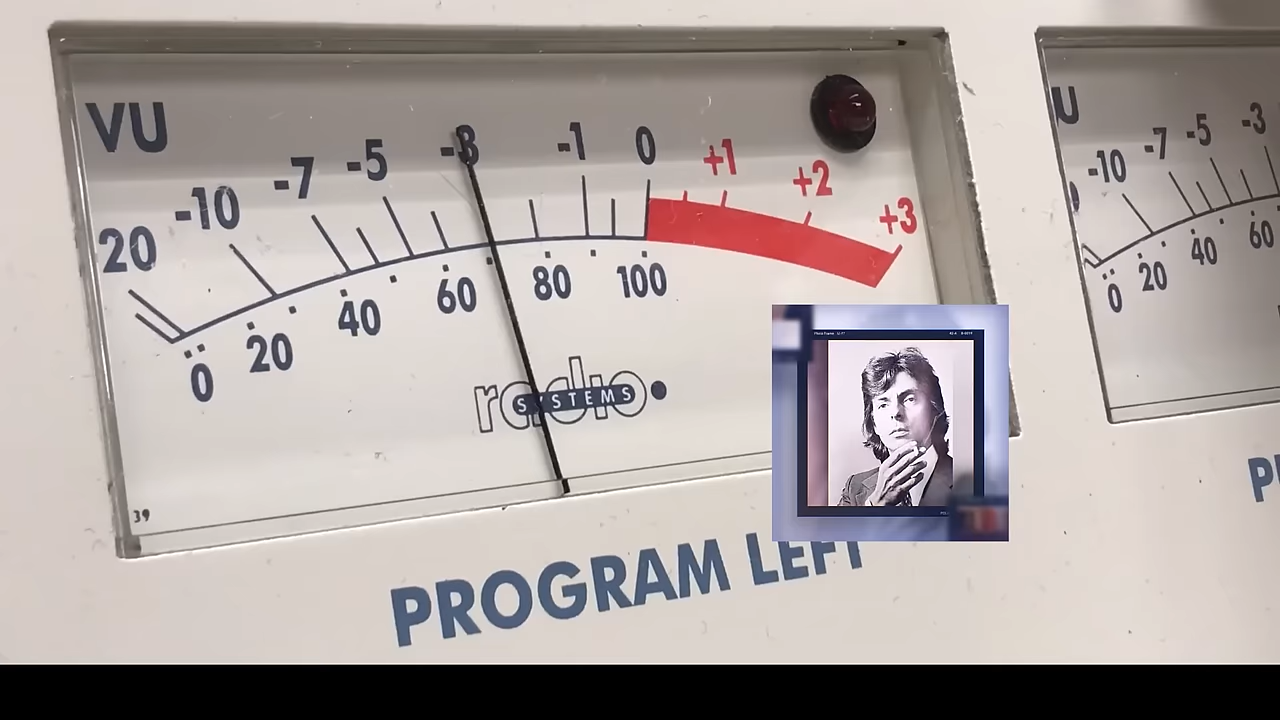 VU
20 -10 -7 -5 -3 -1 0 +1 +2 +3
0 20 40 60 80 100
radio
SYSTEMS
39
PROGRAM LEFT
U
-10 -7 -5 -3
0 20 40 60